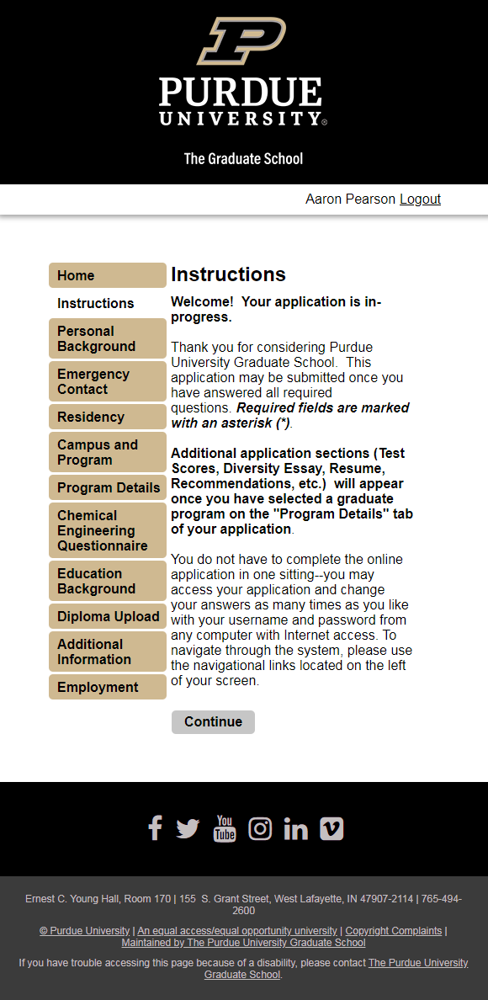 PURDUE
UNIVERSITY®
The Graduate School
Aaron Pearson Logout
Home
Instructions
Personal
Background
Emergency
Contact
Residency
Campus and
Program
Program Details
Chemical
Engineering
Questionnaire
Education
Background
Diploma Upload
Additional
Information
Employment
Instructions
Welcome!  Your application is in-
progress.
Thank you for considering Purdue
University Graduate School.  This
application may be submitted once you
have answered all required
questions. Required fields are marked
with an asterisk (*).
Additional application sections (Test
Scores, Diversity Essay, Resume,
Recommendations, etc.)  will appear
once you have selected a graduate
program on the "Program Details" tab
of your application.
You do not have to complete the online
application in one sitting--you may
access your application and change
your answers as many times as you like
with your username and password from
any computer with Internet access. To
navigate through the system, please use
the navigational links located on the left
of your screen.
Continue
You
Tube
Ernest C. Young Hall, Room 170 | 155  S. Grant Street, West Lafayette, IN 47907-2114 | 765-494-
2600
© Purdue University | An equal access/equal opportunity university | Copyright Complaints |
Maintained by The Purdue University Graduate School
If you have trouble accessing this page because of a disability, please contact The Purdue University
Graduate School.